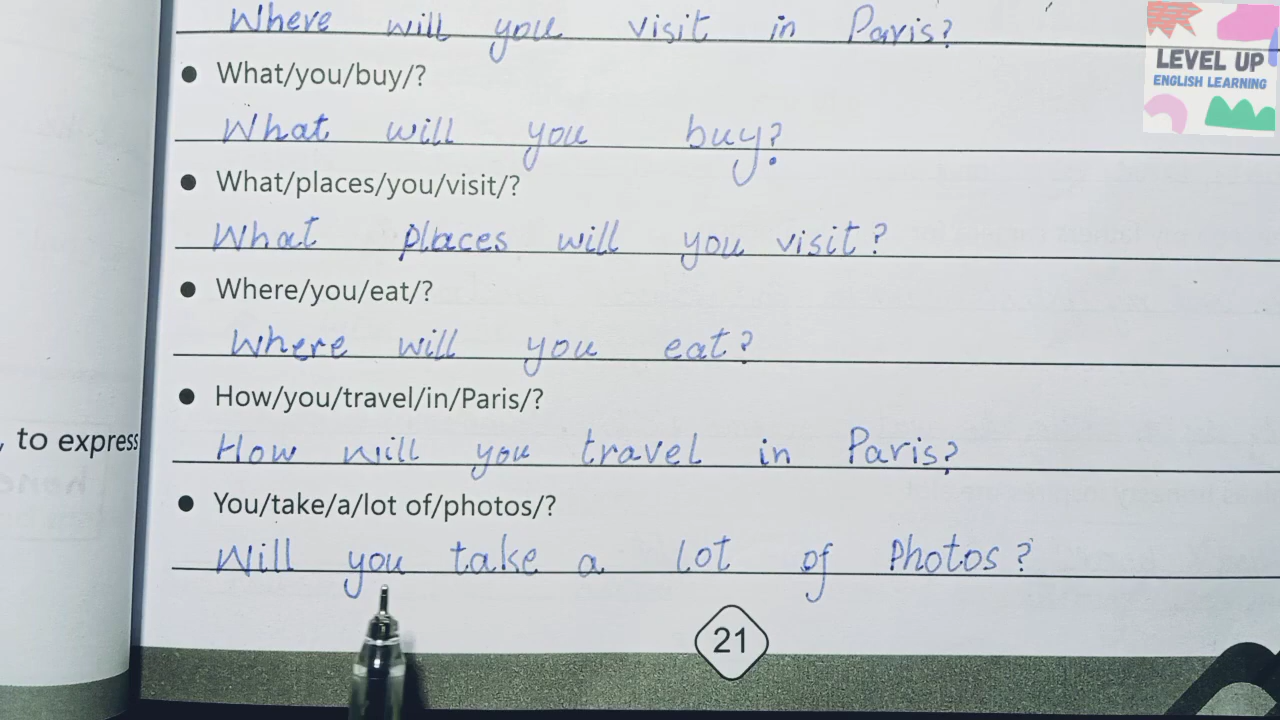 Where will you visit in Paris?
LEVEL UP
ENGLISH LEARNING
• What/you/buy/?
What will you buy?
• What/places/you/visit/?
What places will you visit?
• Where/you/eat/?
Where will you eat?
• How/you/travel/in/Paris/?
, to express
How will you travel in Paris?
• You/take/a/lot of/photos/?
Will you take a lot of Photos?
21